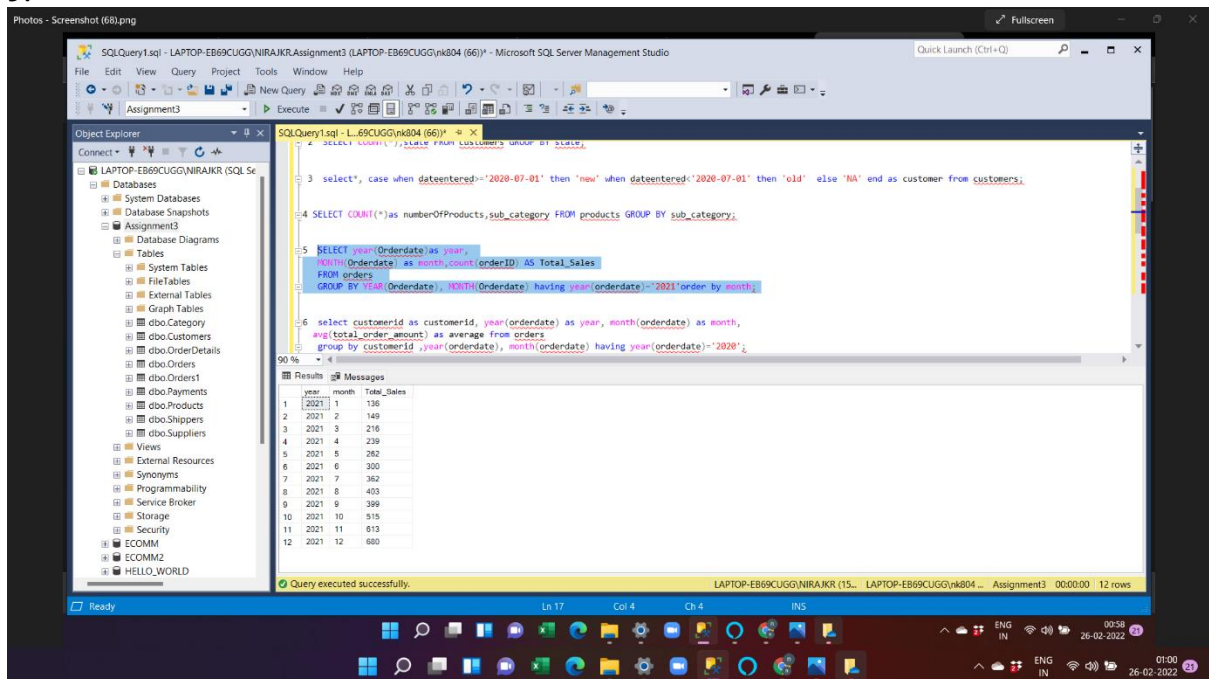 Photos - Screenshot (68).png
Fullscreen
SQLQuery1.sql - LAPTOP-EB69CUGG\NIRAJKR.Assignment3 (LAPTOP-EB69CUGG\nk804 (66))* - Microsoft SQL Server Management Studio
Quick Launch (Ctrl+Q)
File Edit View Query Project Tools Window Help
New Query
Assignment3
Execute
Object Explorer
Connect
LAPTOP-EB69CUGG\NIRAJKR (SQL Se
Databases
System Databases
Database Snapshots
Assignment3
Database Diagrams
Tables
System Tables
FileTables
External Tables
Graph Tables
dbo.Category
dbo.Customers
dbo.OrderDetails
dbo.Orders
dbo.Orders1
dbo.Payments
dbo.Products
dbo.Shippers
dbo.Suppliers
Views
External Resources
Synonyms
Programmability
Service Broker
Storage
Security
ECOMM
ECOMM2
HELLO_WORLD
SQLQuery1.sql - L...69CUGG\nk804 (66))*
2 SELECT COUNT(*),state FROM customers GROUP BY state;
3 select*, case when dateentered>='2020-07-01' then 'new' when dateentered<'2020-07-01' then 'old' else 'NA' end as customer from customers;
4 SELECT COUNT(*)as numberOfProducts,sub_category FROM products GROUP BY sub_category;
5 SELECT year(Orderdate)as year,
MONTH(Orderdate) as month,count(orderID) AS Total_Sales
FROM orders
GROUP BY YEAR(Orderdate), MONTH(Orderdate) having year(orderdate)='2021'order by month;
6 select customerid as customerid, year(orderdate) as year, month(orderdate) as month,
avg(total_order_amount) as average from orders
group by customerid ,year(orderdate), month(orderdate) having year(orderdate)='2020';
90 %
Results Messages
year month Total_Sales
1 2021 1 136
2 2021 2 149
3 2021 3 216
4 2021 4 239
5 2021 5 262
6 2021 6 300
7 2021 7 362
8 2021 8 403
9 2021 9 399
10 2021 10 515
11 2021 11 613
12 2021 12 680
Query executed successfully.
LAPTOP-EB69CUGG\NIRAJKR (15... LAPTOP-EB69CUGG\nk804 ... Assignment3 00:00:00 12 rows
Ready Ln 17 Col 4 Ch 4 INS
ENG
IN
00:58
26-02-2022
21
ENG
IN
01:00
26-02-2022
21